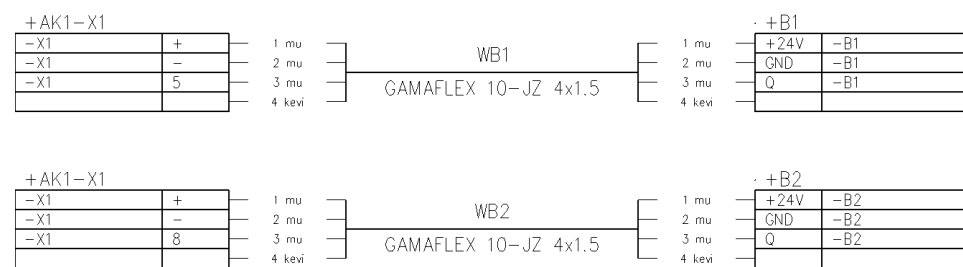 +AK1-X1 +B1
-X1 + 1 mu 1 mu +24V -B1
WB1
-X1 - 2 mu 2 mu GND -B1
-X1 5 3 mu 3 mu Q -B1
GAMAFLEX 10-JZ 4x1.5
4 kevi 4 kevi
+AK1-X1 +B2
-X1 + 1 mu 1 mu +24V -B2
WB2
-X1 - 2 mu 2 mu GND -B2
-X1 8 3 mu 3 mu Q -B2
GAMAFLEX 10-JZ 4x1.5
4 kevi 4 kevi